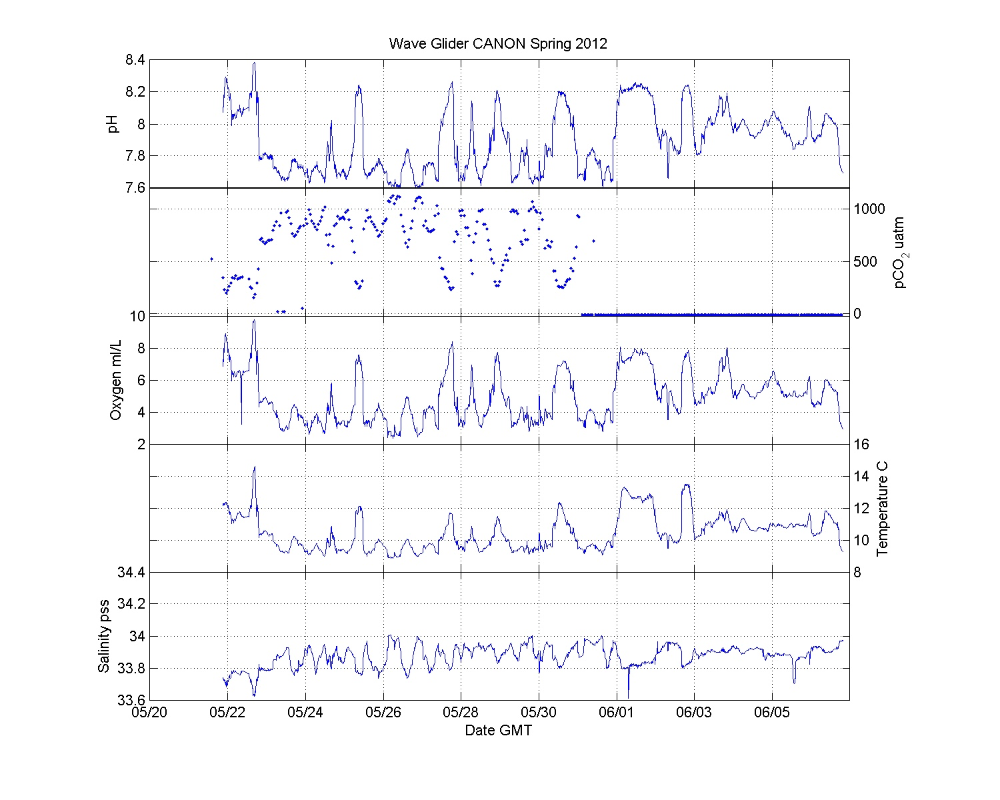 Wave Glider CANON Spring 2012
8.4
8.2
8
7.8
7.6
pH
1000
500
0
pCO2 uatm
10
8
6
4
2
Oxygen ml/L
16
14
12
10
8
Temperature C
34.4
34.2
34
33.8
33.6
Salinity pss
05/20 05/22 05/24 05/26 05/28 05/30 06/01 06/03 06/05
Date GMT